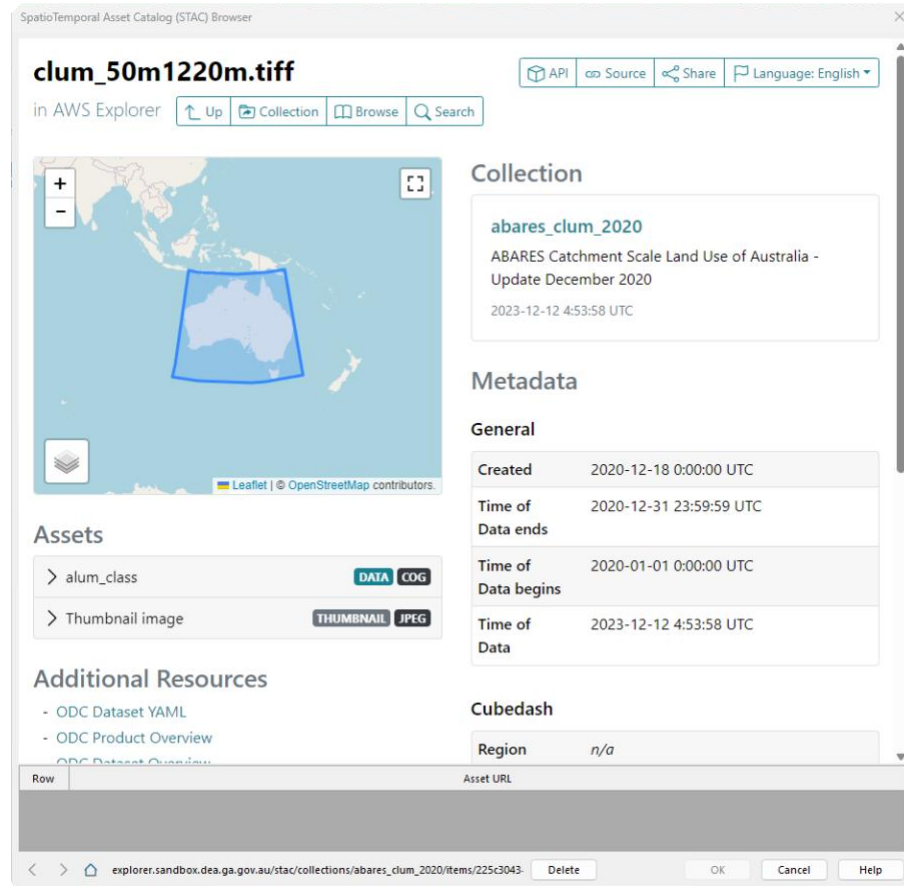 SpatioTemporal Asset Catalog (STAC) Browser
clum_50m1220m.tiff
API
Source
Share
Language: English
in AWS Explorer
Up
Collection
Browse
Search
+
−
Leaflet | © OpenStreetMap contributors.
Assets
alum_class
DATA
COG
Thumbnail image
THUMBNAIL
JPEG
Additional Resources
- ODC Dataset YAML
- ODC Product Overview
- ODC Dataset Overview
Collection
abares_clum_2020
ABARES Catchment Scale Land Use of Australia -
Update December 2020
2023-12-12 4:53:58 UTC
Metadata
General
Created 2020-12-18 0:00:00 UTC
Time of 2020-12-31 23:59:59 UTC
Data ends
Time of 2020-01-01 0:00:00 UTC
Data begins
Time of 2023-12-12 4:53:58 UTC
Data
Cubedash
Region n/a
Row Asset URL
explorer.sandbox.dea.ga.gov.au/stac/collections/abares_clum_2020/items/225c3043-
Delete
OK
Cancel
Help